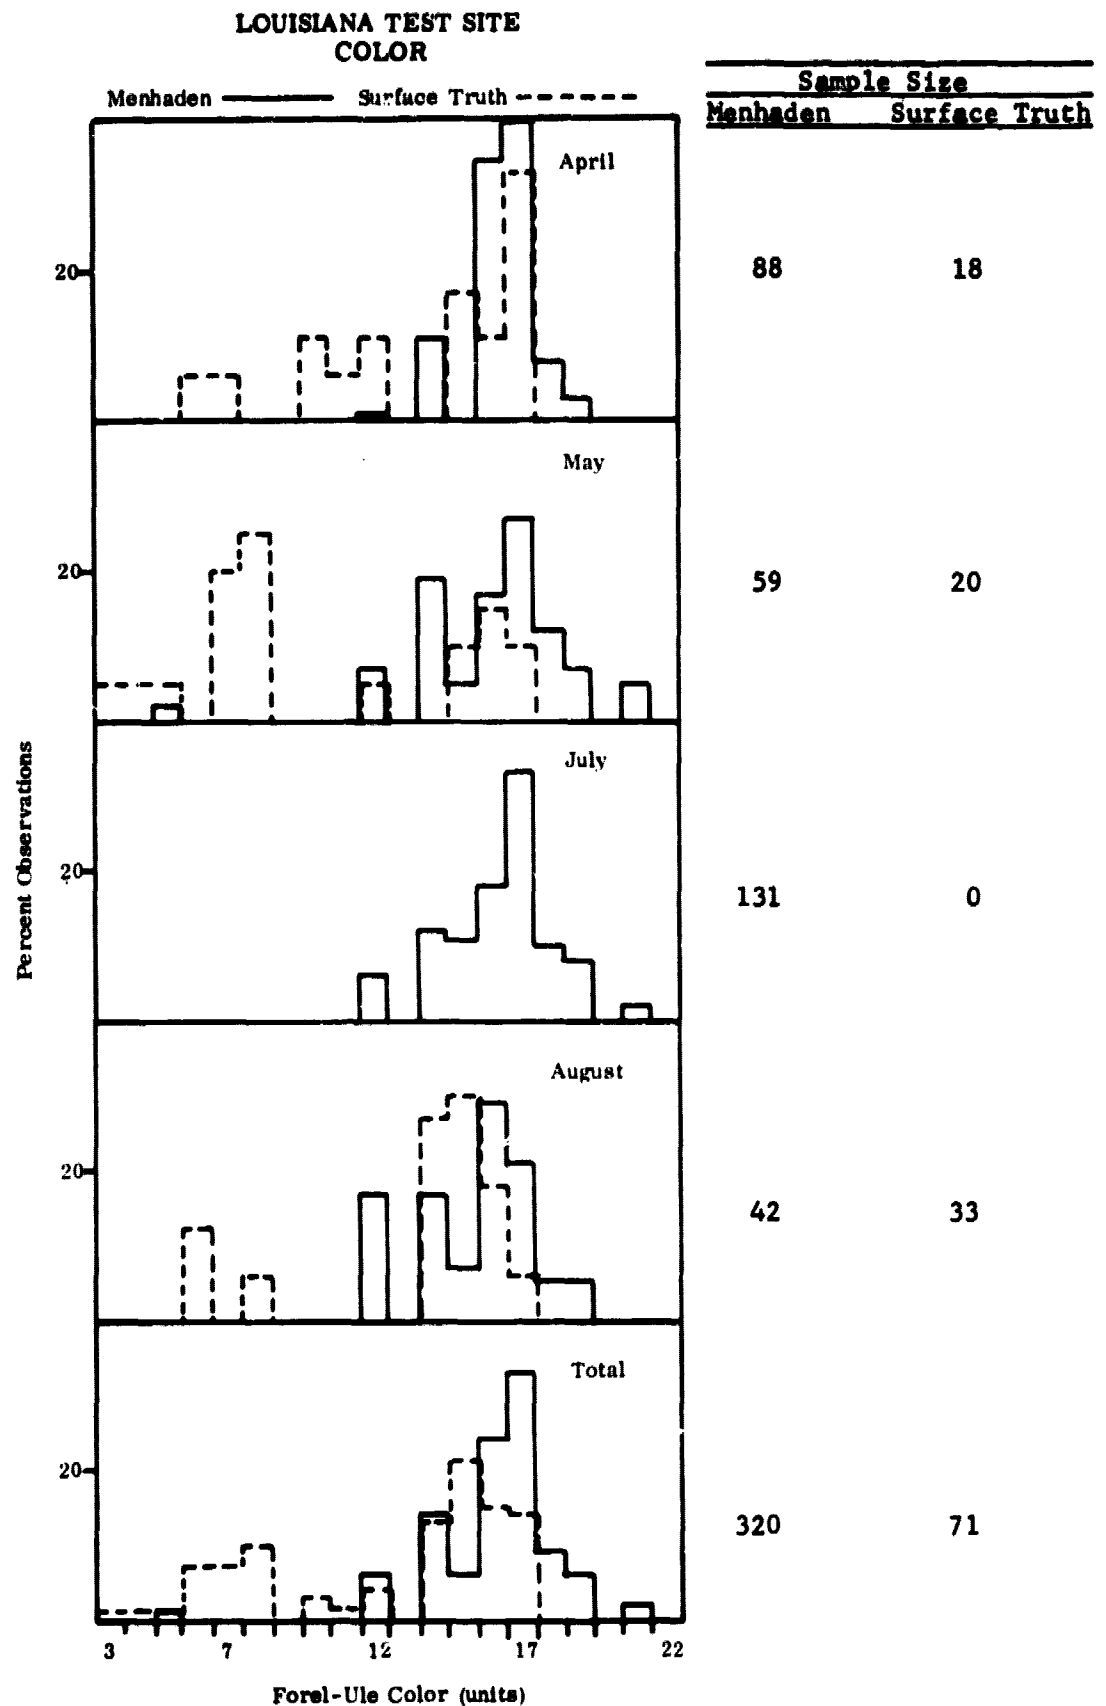 LOUISIANA TEST SITE
COLOR
Menhaden Surface Truth
Sample Size
Menhaden Surface Truth
April
20
88 18
May
20
59 20
July
20
131 0
August
20
42 33
Total
20
320 71
Percent Observations
3 7 12 17 22
Forel-Ule Color (units)